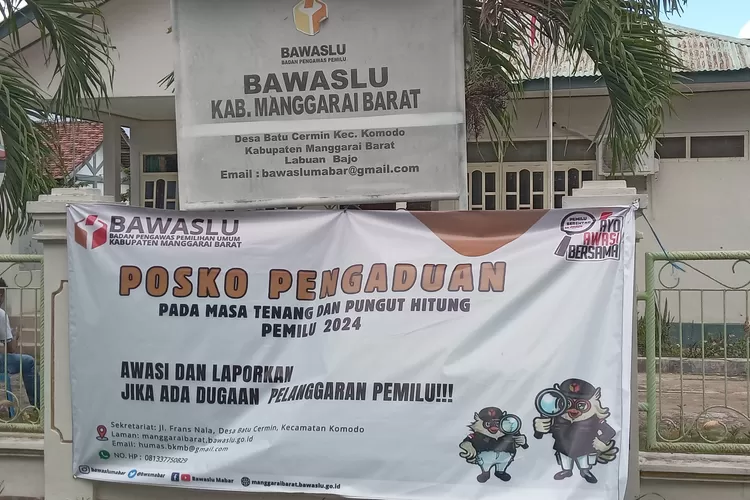 BAWASLU
BADAN PENGAWAS PEMILU
BAWASLU
KAB. MANGGARAI BARAT
Desa Batu Cermin Kec. Komodo
Kabupaten Manggarai Barat
Labuan Bajo
Email : bawaslumabar@gmail.com
BAWASLU
BADAN PENGAWAS PEMILIHAN UMUM
KABUPATEN MANGGARAI BARAT
AYO
AWASI
BERSAMA
POSKO PENGADUAN
PADA MASA TENANG DAN PUNGUT HITUNG
PEMILU 2024
AWASI DAN LAPORKAN
JIKA ADA DUGAAN PELANGGARAN PEMILU!!!
Sekretariat: Jl. Frans Nala, Desa Batu Cermin, Kecamatan Komodo
Laman: manggaraibarat.bawaslu.go.id
Email: humas.bkmb@gmail.com
NO. HP : 081337750829
bawaslumabar @bwsmabar Bawaslu Mabar manggaraibarat.bawaslu.go.id